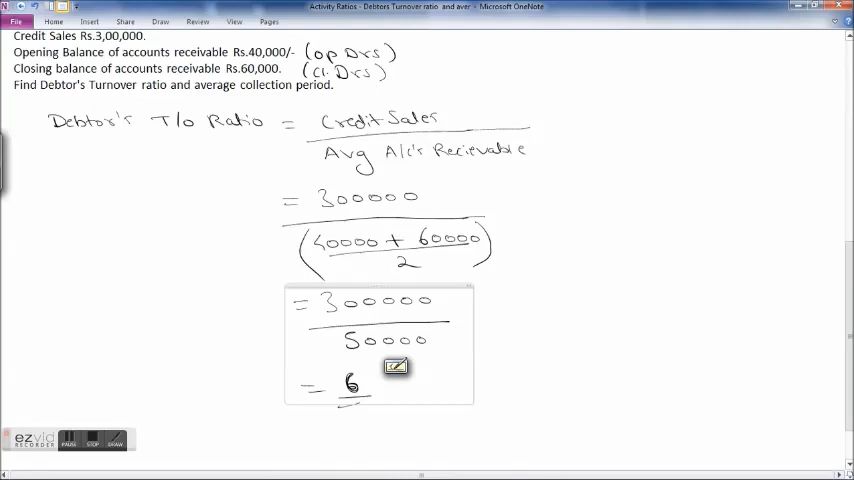 Activity Ratios - Debtors Turnover ratio and aver - Microsoft OneNote
File Home Insert Share Draw Review View Pages
Credit Sales Rs.3,00,000.
Opening Balance of accounts receivable Rs.40,000/- (op Drs)
Closing balance of accounts receivable Rs.60,000. (cl. Drs)
Find Debtor's Turnover ratio and average collection period.
Debtor's T/o Ratio = Credit Sales
Avg A/c's Recievable
= 300000
(40000 + 60000
2)
= 300000
50000
= 6
ezvid
RECORDER
PAUSE STOP DRAW